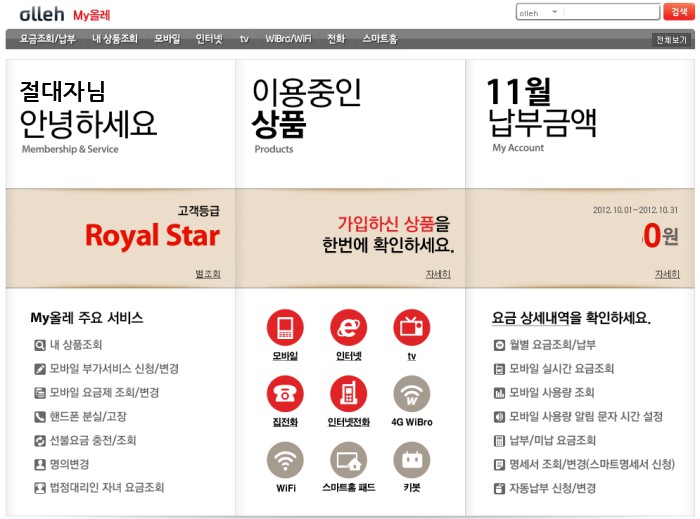 olleh My올레
olleh 검색
요금조회/납부 내 상품조회 모바일 인터넷 tv WiBro/WiFi 전화 스마트홈 전체보기
절대자님
안녕하세요
Membership & Service
이용중인
상품
Products
11월
납부금액
My Account
고객등급
Royal Star
별조회
가입하신 상품을
한번에 확인하세요.
자세히
2012.10.01~2012.10.31
0원
자세히
My올레 주요 서비스
내 상품조회
모바일 부가서비스 신청/변경
모바일 요금제 조회/변경
핸드폰 분실/고장
선불요금 충전/조회
명의변경
법정대리인 자녀 요금조회
모바일 인터넷 tv
집전화 인터넷전화 4G WiBro
WiFi 스마트홈 패드 키봇
요금 상세내역을 확인하세요.
월별 요금조회/납부
모바일 실시간 요금조회
모바일 사용량 조회
모바일 사용량 알림 문자 시간 설정
납부/미납 요금조회
명세서 조회/변경(스마트명세서 신청)
자동납부 신청/변경